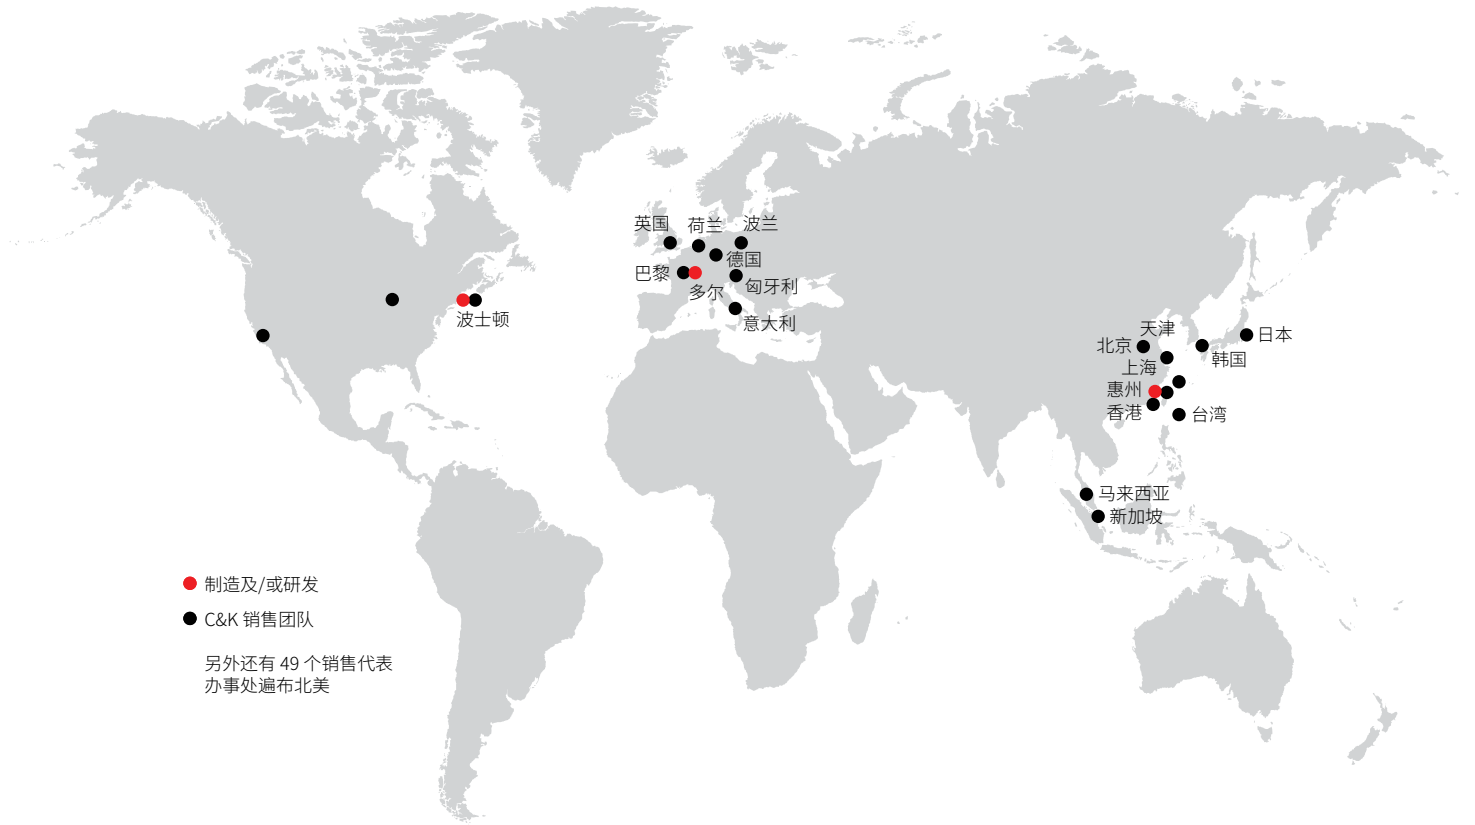 英国
荷兰
波兰
德国
巴黎
多尔
匈牙利
意大利
波士顿
天津
北京
日本
韩国
上海
惠州
香港
台湾
马来西亚
新加坡
制造及/或研发
C&K 销售团队
另外还有 49 个销售代表
办事处遍布北美